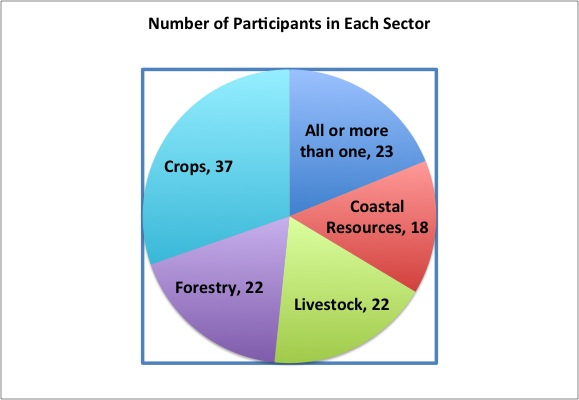 Number of Participants in Each Sector
All or more
than one, 23
Crops, 37
Coastal
Resources, 18
Forestry, 22
Livestock, 22